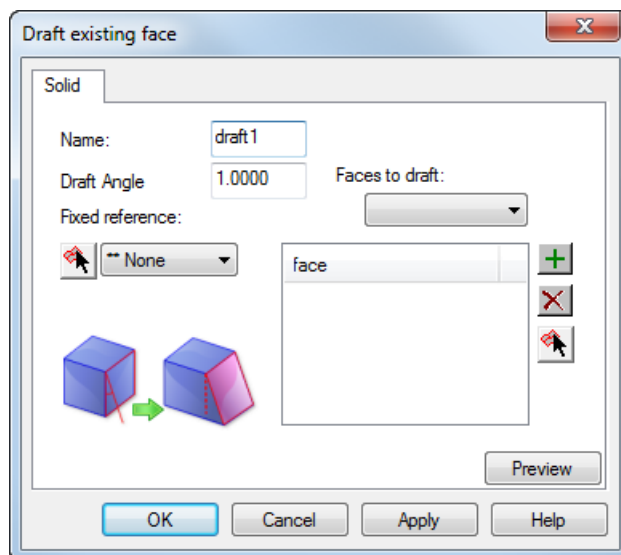 Draft existing face
Solid
Name:
draft1
Draft Angle
1.0000
Faces to draft:
Fixed reference:
** None
face
Preview
OK
Cancel
Apply
Help